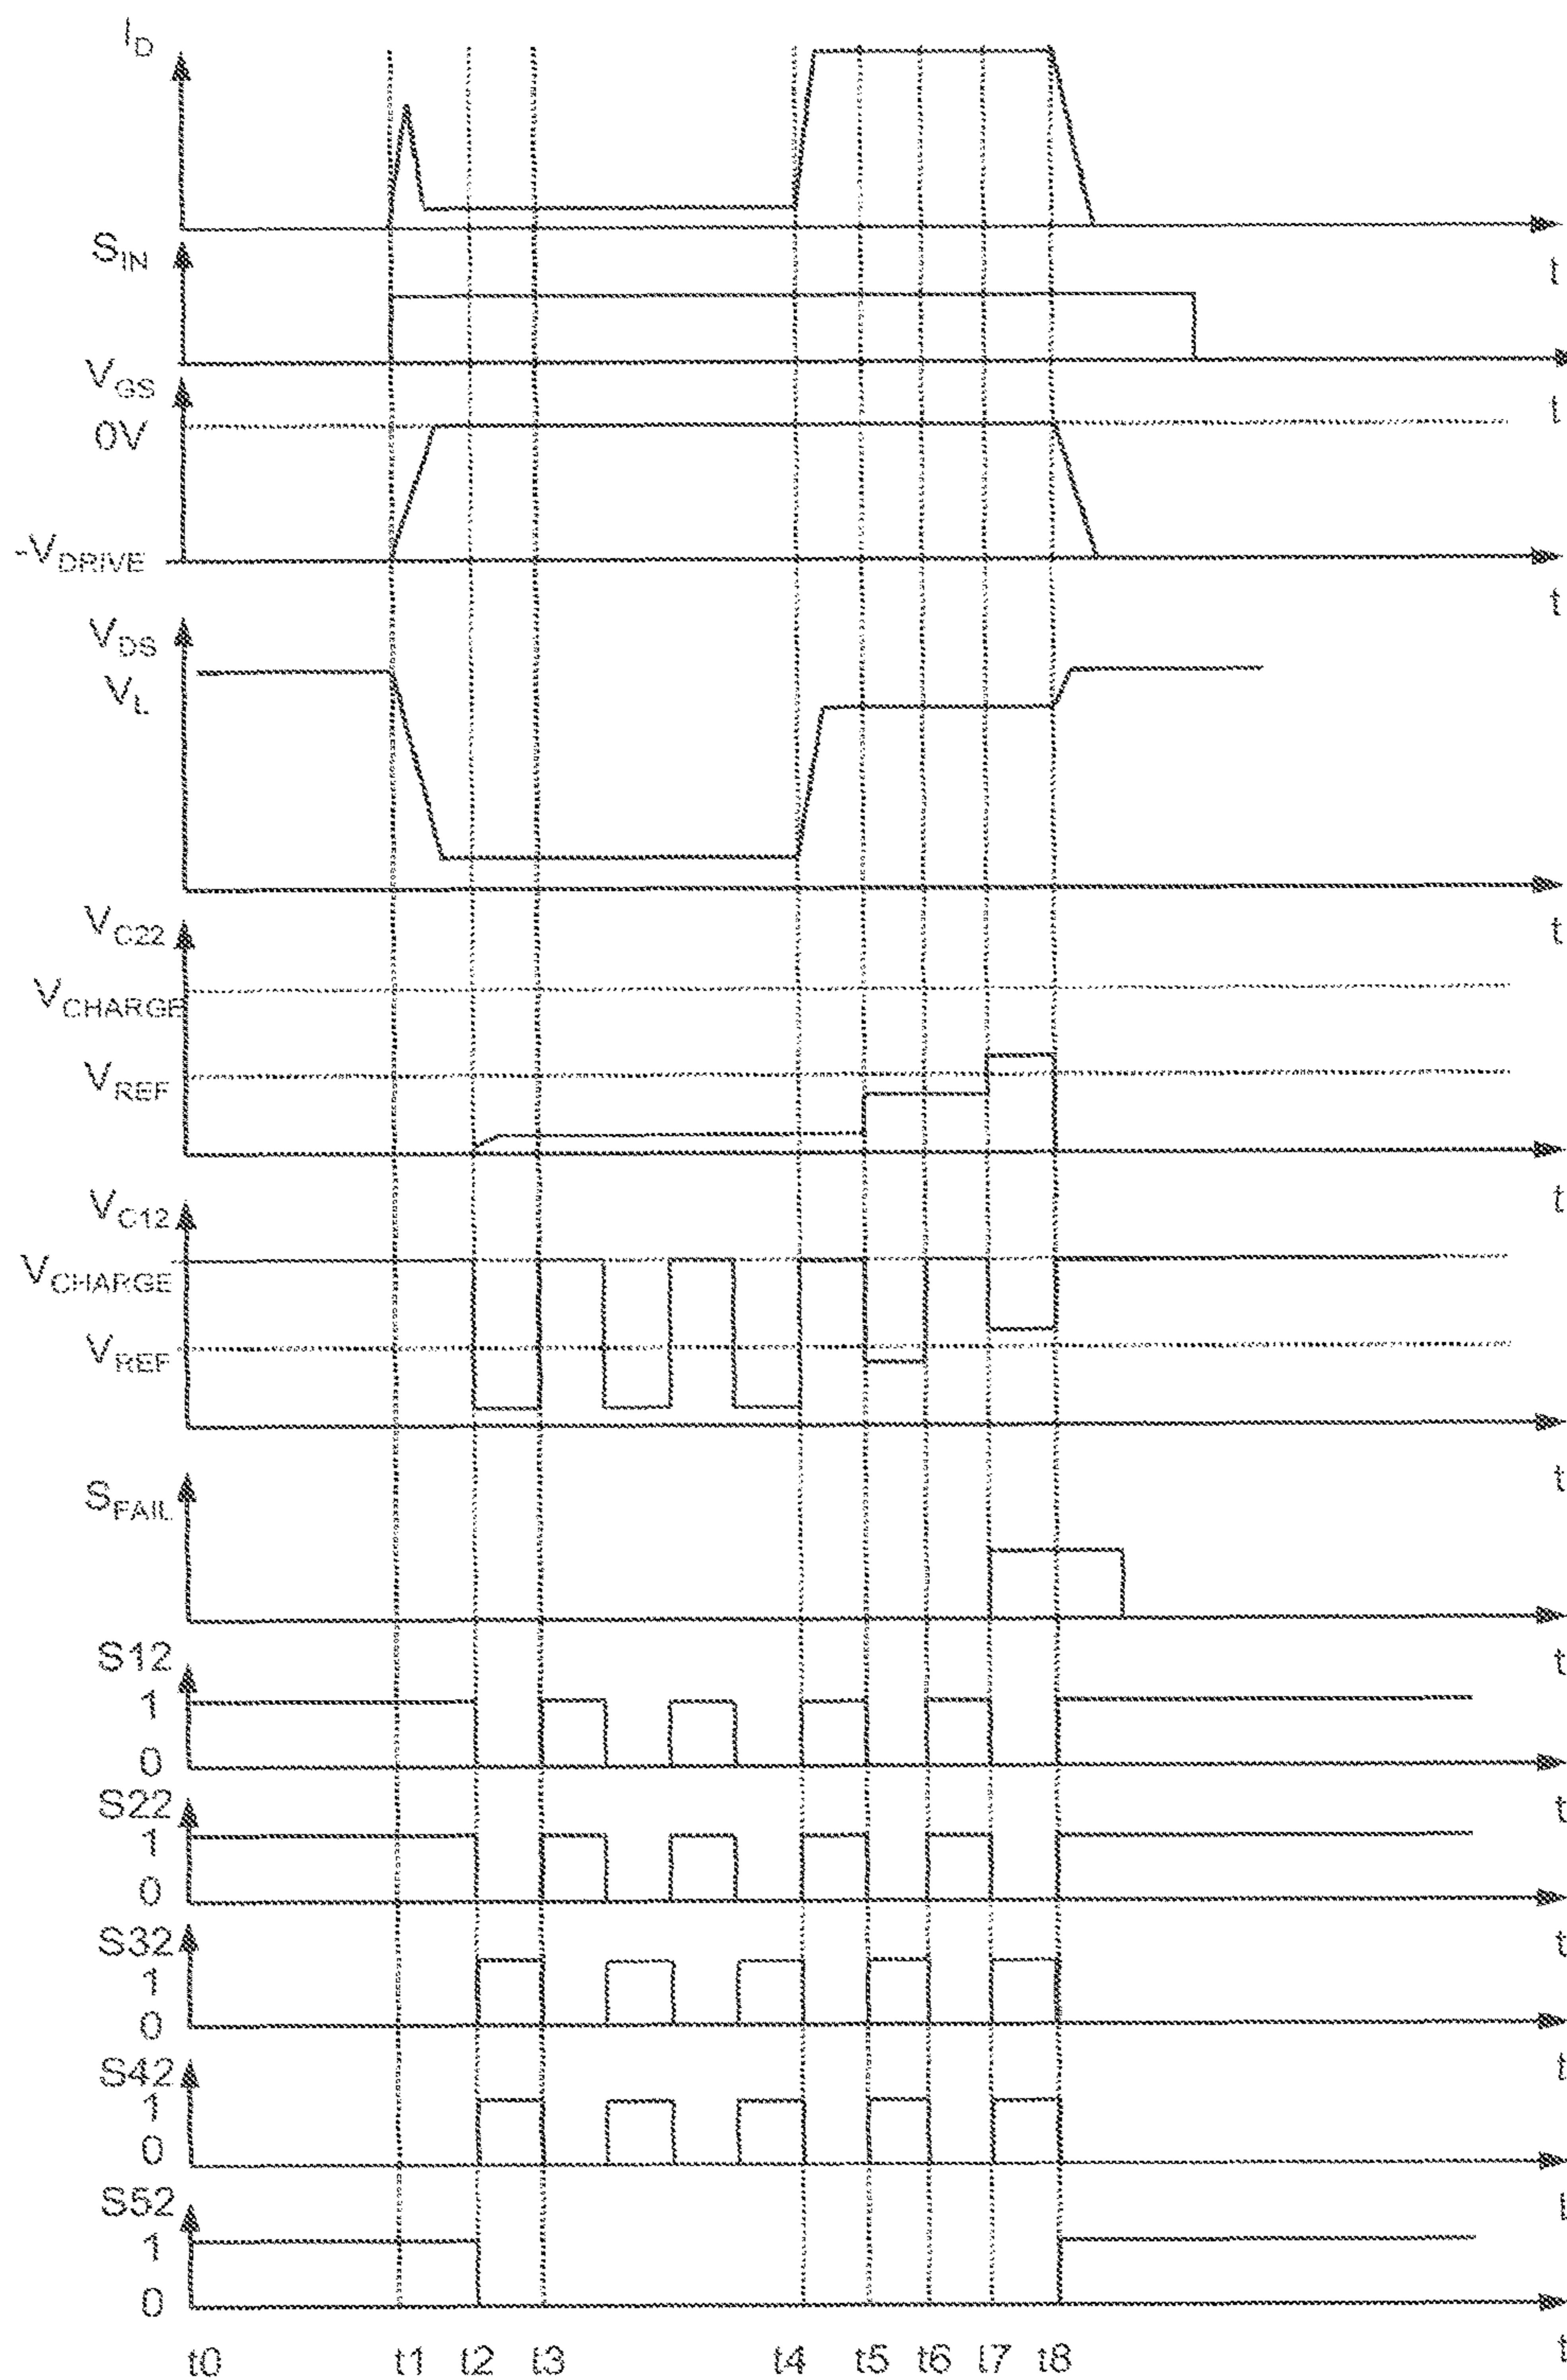 I_D
t
S_IN
t
V_GS
0V
-V_DRIVE
t
V_DS
V_L
t
V_C22
V_CHARGE
V_REF
t
V_C12
V_CHARGE
V_REF
t
S_FAIL
t
S12
1
0
t
S22
1
0
t
S32
1
0
t
S42
1
0
t
S52
1
0
t
t0 t1 t2 t3 t4 t5 t6 t7 t8